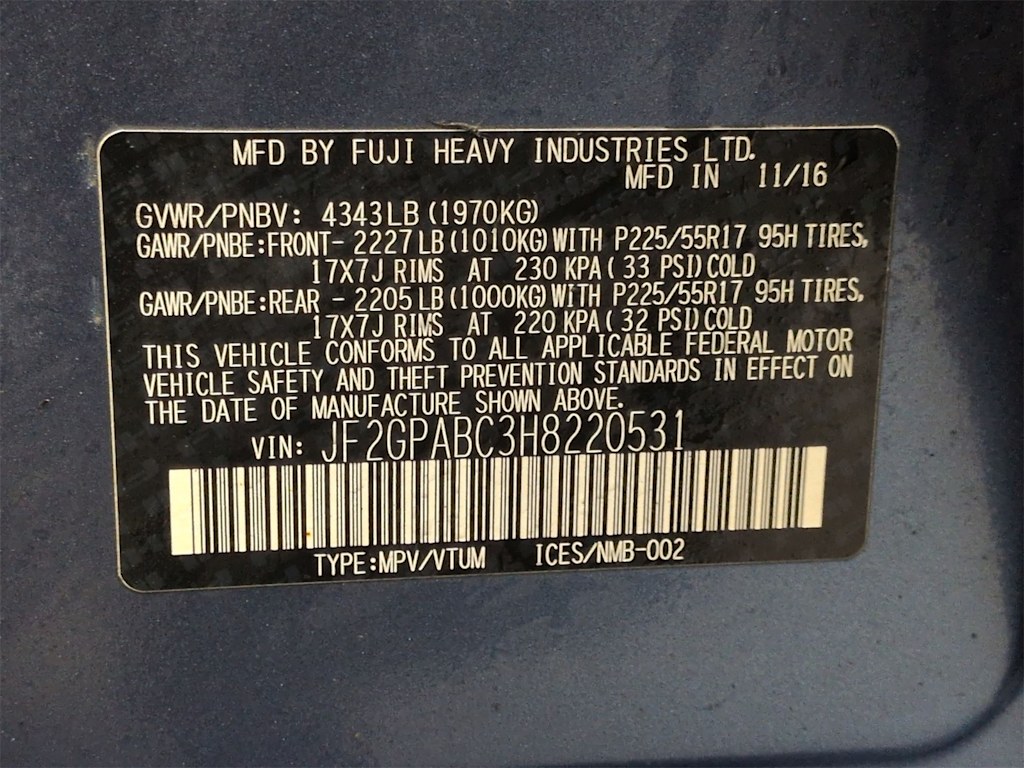 MFD BY FUJI HEAVY INDUSTRIES LTD.
MFD IN 11/16
GVWR/PNBV: 4343LB (1970KG)
GAWR/PNBE:FRONT- 2227LB (1010KG) WITH P225/55R17 95H TIRES,
17X7J RIMS AT 230 KPA( 33 PSI) COLD
GAWR/PNBE:REAR - 2205LB (1000KG) WITH P225/55R17 95H TIRES,
17X7J RIMS AT 220 KPA( 32 PSI) COLD
THIS VEHICLE CONFORMS TO ALL APPLICABLE FEDERAL MOTOR
VEHICLE SAFETY AND THEFT PREVENTION STANDARDS IN EFFECT ON
THE DATE OF MANUFACTURE SHOWN ABOVE.
VIN: JF2GPABC3H8220531
TYPE:MPV/VTUM ICES/NMB-002